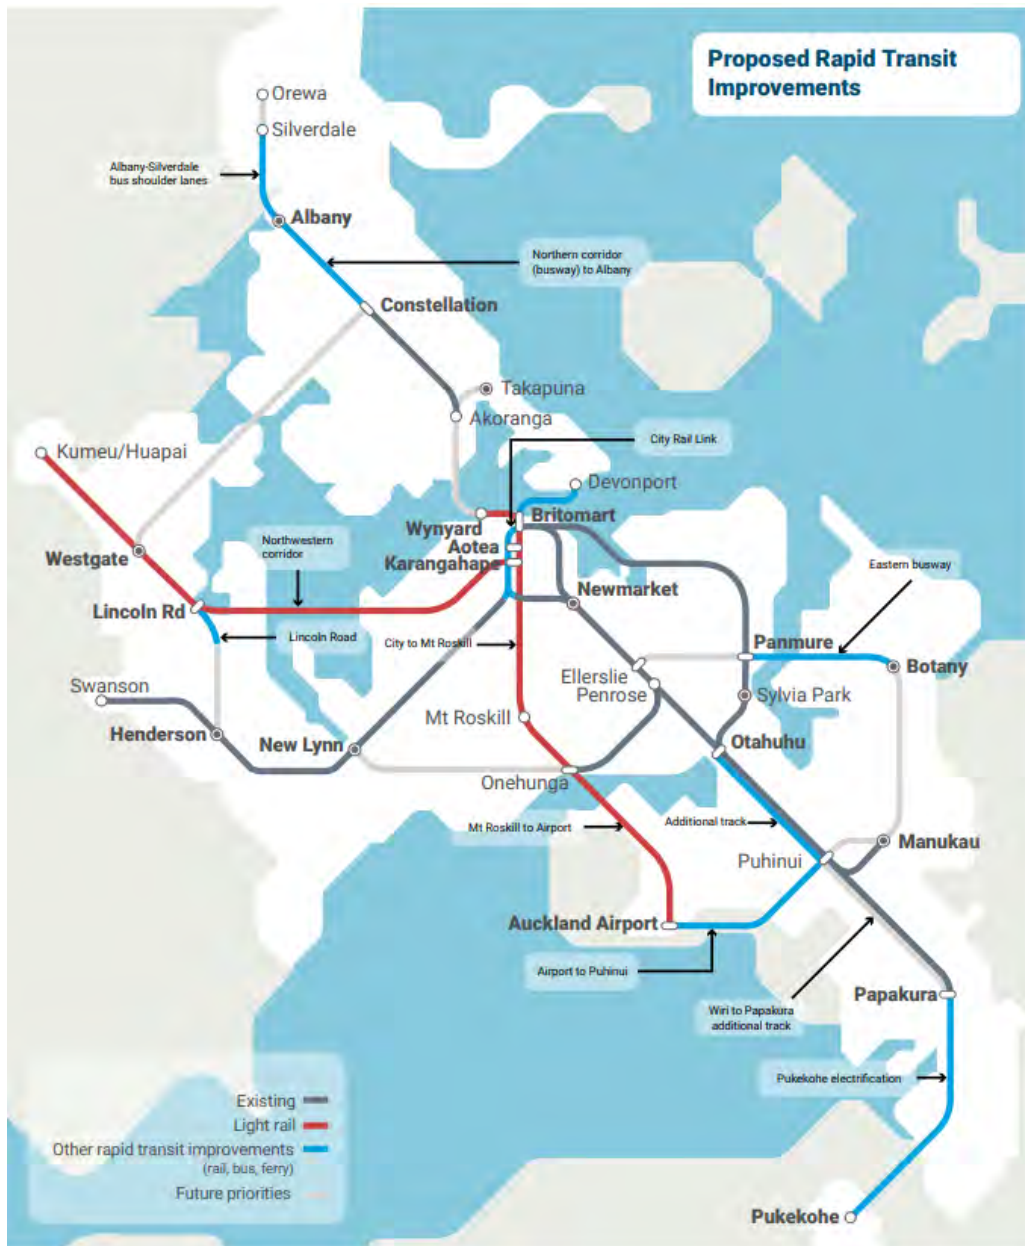 Proposed Rapid Transit
Improvements
Orewa
Silverdale
Albany-Silverdale
bus shoulder lanes
Albany
Northern corridor
(busway) to Albany
Constellation
Takapuna
Akoranga
City Rail Link
Kumeu/Huapai
Devonport
Wynyard
Britomart
Aotea
Karangahape
Westgate
Northwestern
corridor
Eastern busway
Newmarket
Lincoln Rd
Lincoln Road
City to Mt Roskill
Panmure
Botany
Ellerslie
Penrose
Sylvia Park
Swanson
Henderson
New Lynn
Mt Roskill
Otahuhu
Onehunga
Mt Roskill to Airport
Additional track
Puhinui
Manukau
Auckland Airport
Airport to Puhinui
Papakura
Wiri to Papakura
additional track
Pukekohe electrification
Existing
Light rail
Other rapid transit improvements
(rail, bus, ferry)
Future priorities
Pukekohe